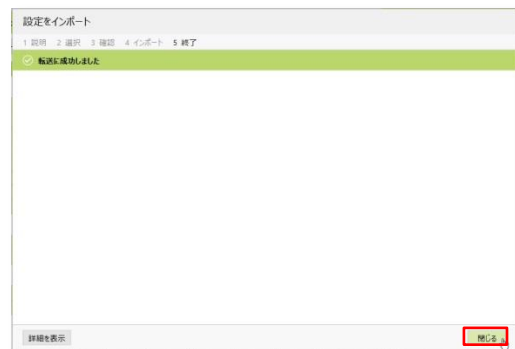 設定をインポート
1 説明 2 選択 3 確認 4 インポート 5 終了
転送に成功しました
詳細を表示 閉じる